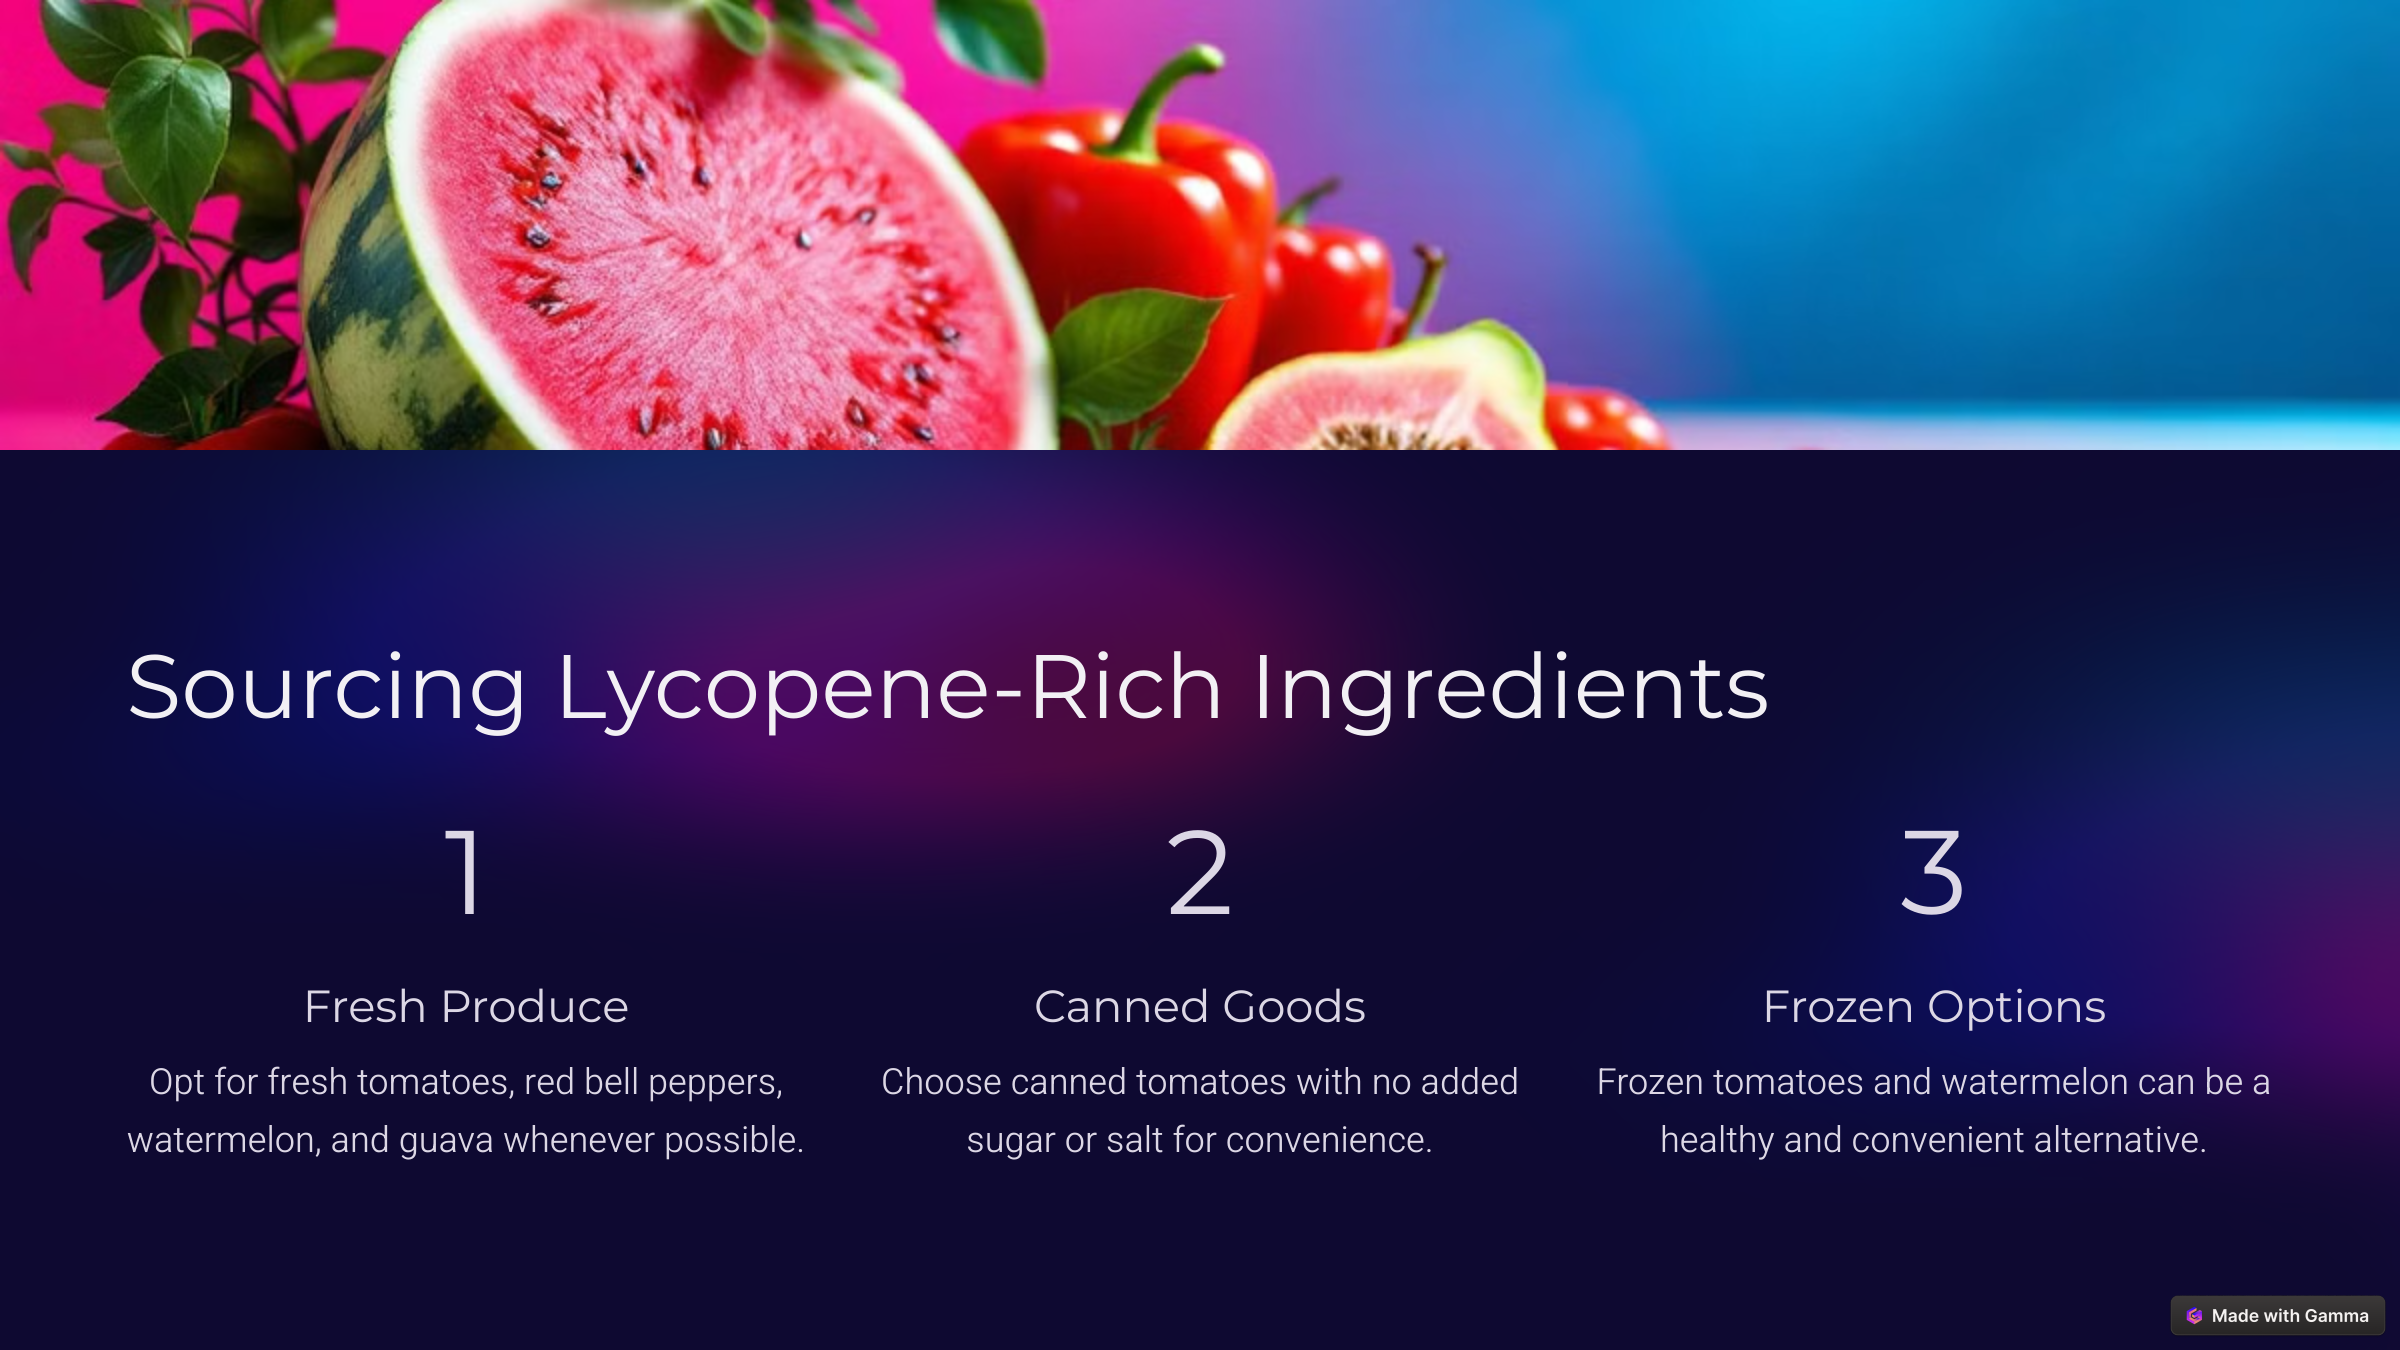 Sourcing Lycopene-Rich Ingredients
1
Fresh Produce
Opt for fresh tomatoes, red bell peppers,
watermelon, and guava whenever possible.
2
Canned Goods
Choose canned tomatoes with no added
sugar or salt for convenience.
3
Frozen Options
Frozen tomatoes and watermelon can be a
healthy and convenient alternative.
Made with Gamma